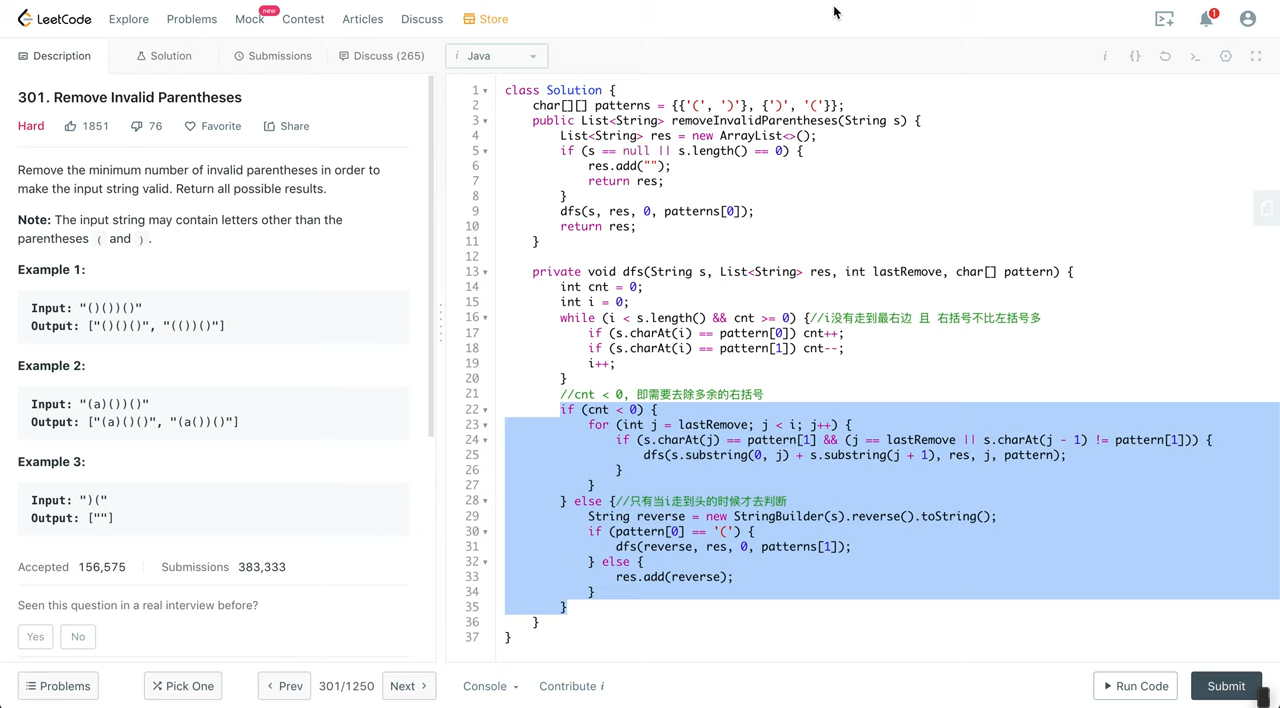 LeetCode Explore Problems Mock new Contest Articles Discuss Store 1
Description Solution Submissions Discuss (265) i Java
301. Remove Invalid Parentheses
Hard 1851 76 Favorite Share
Remove the minimum number of invalid parentheses in order to
make the input string valid. Return all possible results.
Note: The input string may contain letters other than the
parentheses ( and ) .
Example 1:
Input: "()())()"
Output: ["()()()", "(())()"]
Example 2:
Input: "(a)())()"
Output: ["(a)()()", "(a())()"]
Example 3:
Input: ")("
Output: [""]
Accepted 156,575 Submissions 383,333
Seen this question in a real interview before?
Yes No
1 class Solution {
2 char[][] patterns = {{'(', ')'}, {')', '('}};
3 public List<String> removeInvalidParentheses(String s) {
4 List<String> res = new ArrayList<>();
5 if (s == null || s.length() == 0) {
6 res.add("");
7 return res;
8 }
9 dfs(s, res, 0, patterns[0]);
10 return res;
11 }
12
13 private void dfs(String s, List<String> res, int lastRemove, char[] pattern) {
14 int cnt = 0;
15 int i = 0;
16 while (i < s.length() && cnt >= 0) {//i没有走到最右边 且 右括号不比左括号多
17 if (s.charAt(i) == pattern[0]) cnt++;
18 if (s.charAt(i) == pattern[1]) cnt--;
19 i++;
20 }
21 //cnt < 0, 即需要去除多余的右括号
22 if (cnt < 0) {
23 for (int j = lastRemove; j < i; j++) {
24 if (s.charAt(j) == pattern[1] && (j == lastRemove || s.charAt(j - 1) != pattern[1])) {
25 dfs(s.substring(0, j) + s.substring(j + 1), res, j, pattern);
26 }
27 }
28 } else {//只有当i走到头的时候才去判断
29 String reverse = new StringBuilder(s).reverse().toString();
30 if (pattern[0] == '(') {
31 dfs(reverse, res, 0, patterns[1]);
32 } else {
33 res.add(reverse);
34 }
35 }
36 }
37 }
Problems Pick One Prev 301/1250 Next Console Contribute i Run Code Submit